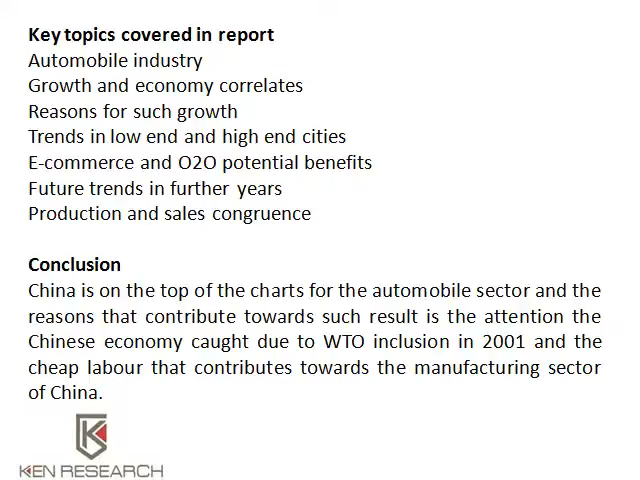 Key topics covered in report
Automobile industry
Growth and economy correlates
Reasons for such growth
Trends in low end and high end cities
E-commerce and O2O potential benefits
Future trends in further years
Production and sales congruence
Conclusion
China is on the top of the charts for the automobile sector and the
reasons that contribute towards such result is the attention the
Chinese economy caught due to WTO inclusion in 2001 and the
cheap labour that contributes towards the manufacturing sector
of China.
KEN RESEARCH